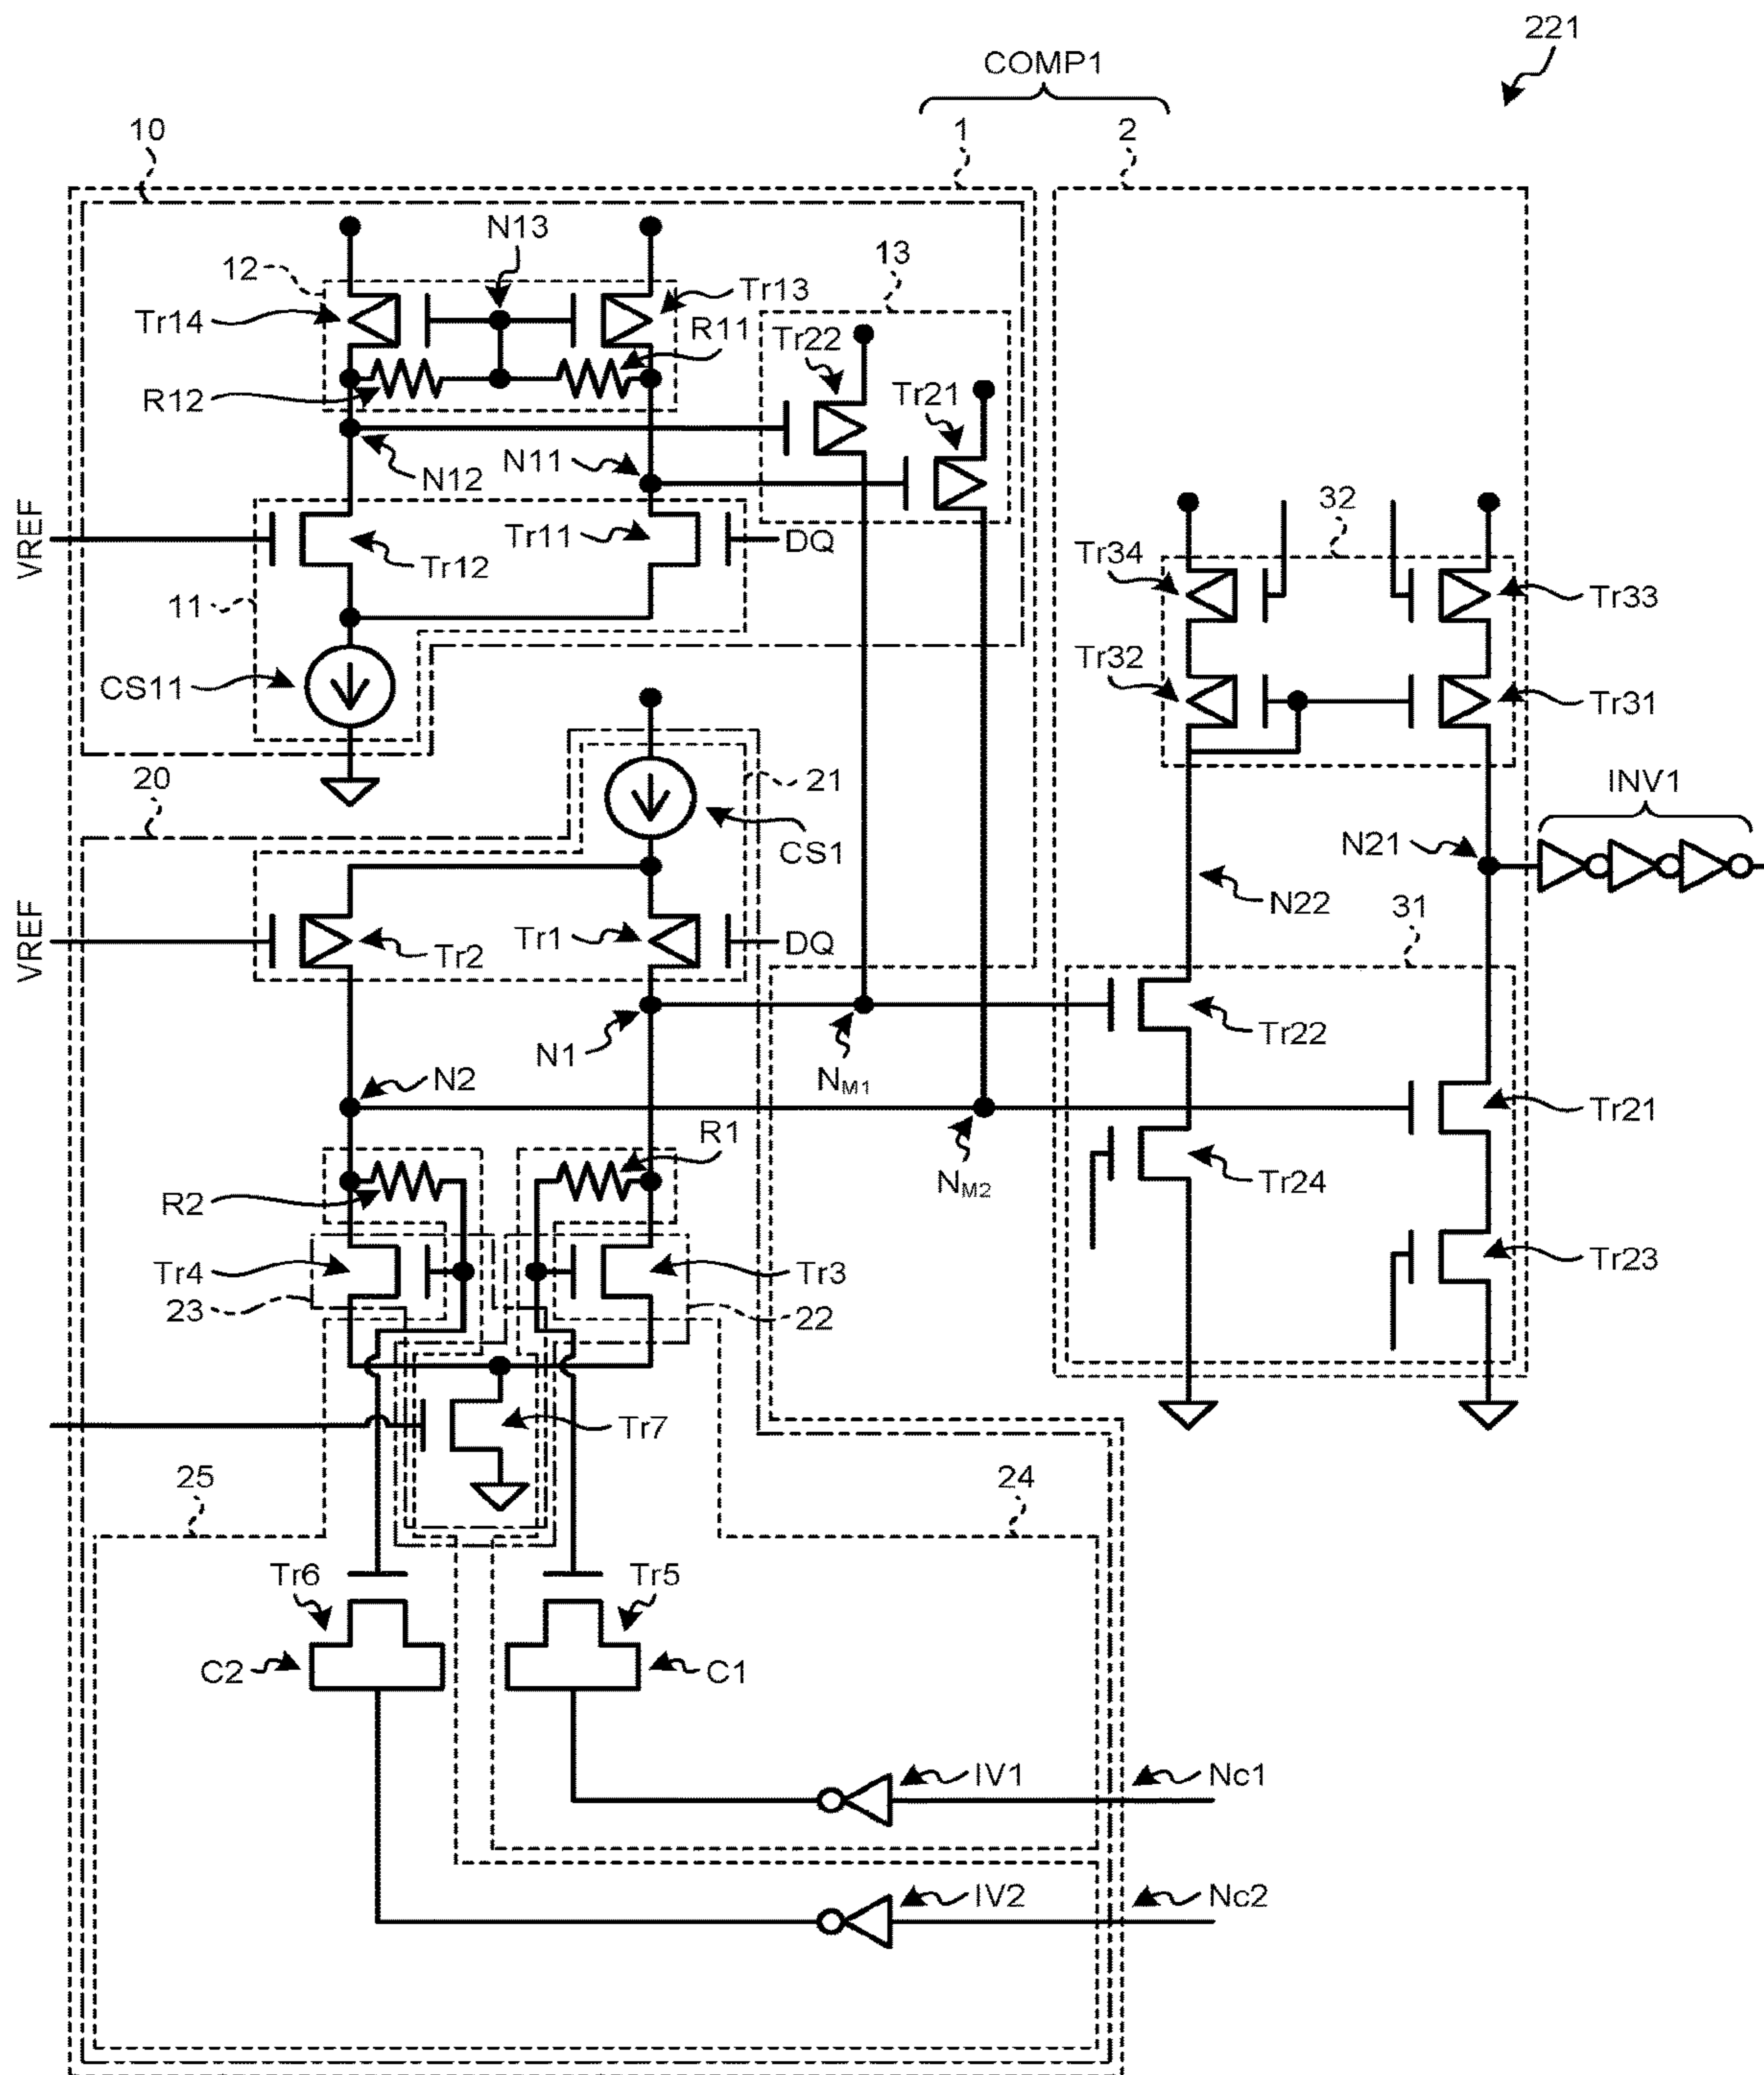 221
COMP1
10
1
2
N13
12
13
Tr14
Tr13
R11
Tr22
R12
Tr21
N12
N11
VREF
32
Tr12
Tr11
DQ
Tr34
Tr33
11
Tr32
CS11
Tr31
20
21
INV1
CS1
N21
N22
VREF
31
Tr2
Tr1
DQ
N1
Tr22
N2
NM1
Tr21
R1
R2
NM2
Tr24
Tr4
Tr3
Tr23
23
22
Tr7
25
24
Tr6
Tr5
C2
C1
IV1
Nc1
IV2
Nc2